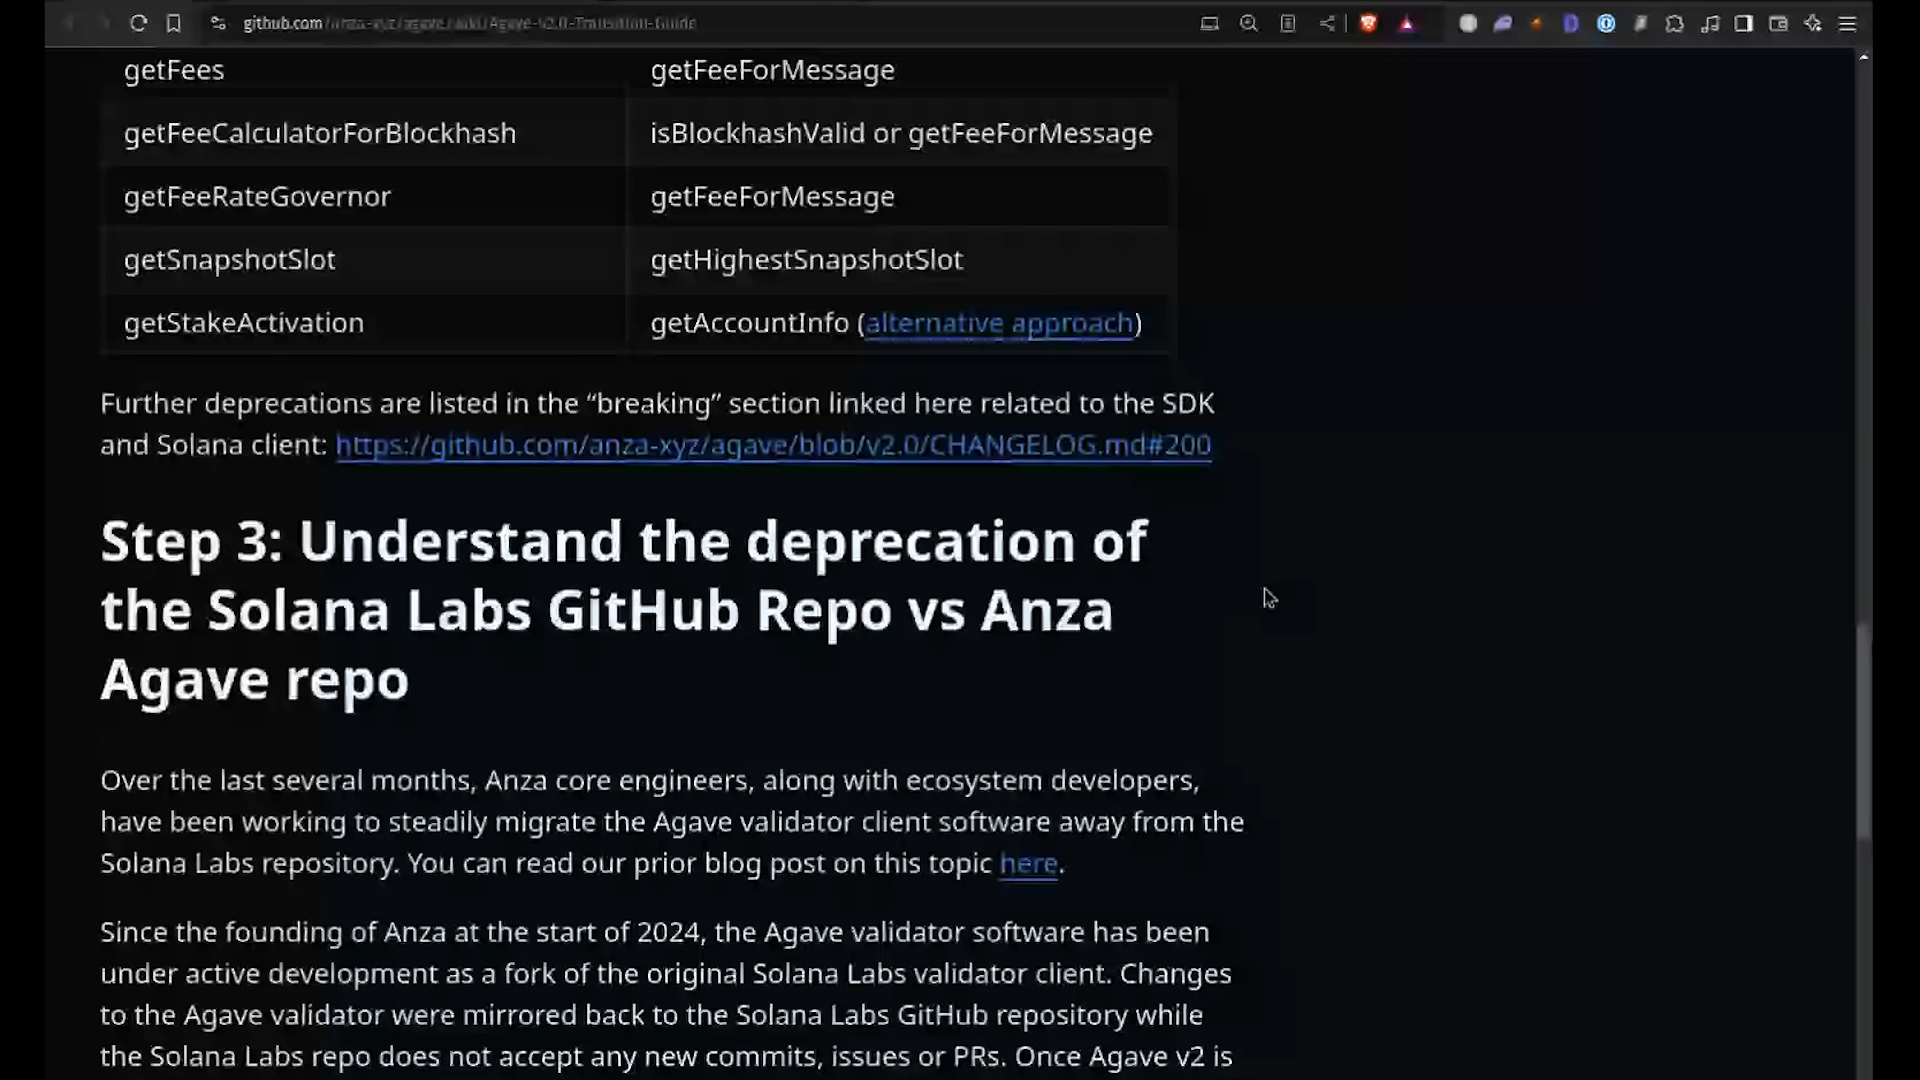 github.com/anza-xyz/agave/wiki/Agave-v2.0-Transition-Guide
getFees getFeeForMessage
getFeeCalculatorForBlockhash isBlockhashValid or getFeeForMessage
getFeeRateGovernor getFeeForMessage
getSnapshotSlot getHighestSnapshotSlot
getStakeActivation getAccountInfo (alternative approach)
Further deprecations are listed in the “breaking” section linked here related to the SDK
and Solana client: https://github.com/anza-xyz/agave/blob/v2.0/CHANGELOG.md#200
Step 3: Understand the deprecation of
the Solana Labs GitHub Repo vs Anza
Agave repo
Over the last several months, Anza core engineers, along with ecosystem developers,
have been working to steadily migrate the Agave validator client software away from the
Solana Labs repository. You can read our prior blog post on this topic here.
Since the founding of Anza at the start of 2024, the Agave validator software has been
under active development as a fork of the original Solana Labs validator client. Changes
to the Agave validator were mirrored back to the Solana Labs GitHub repository while
the Solana Labs repo does not accept any new commits, issues or PRs. Once Agave v2 is